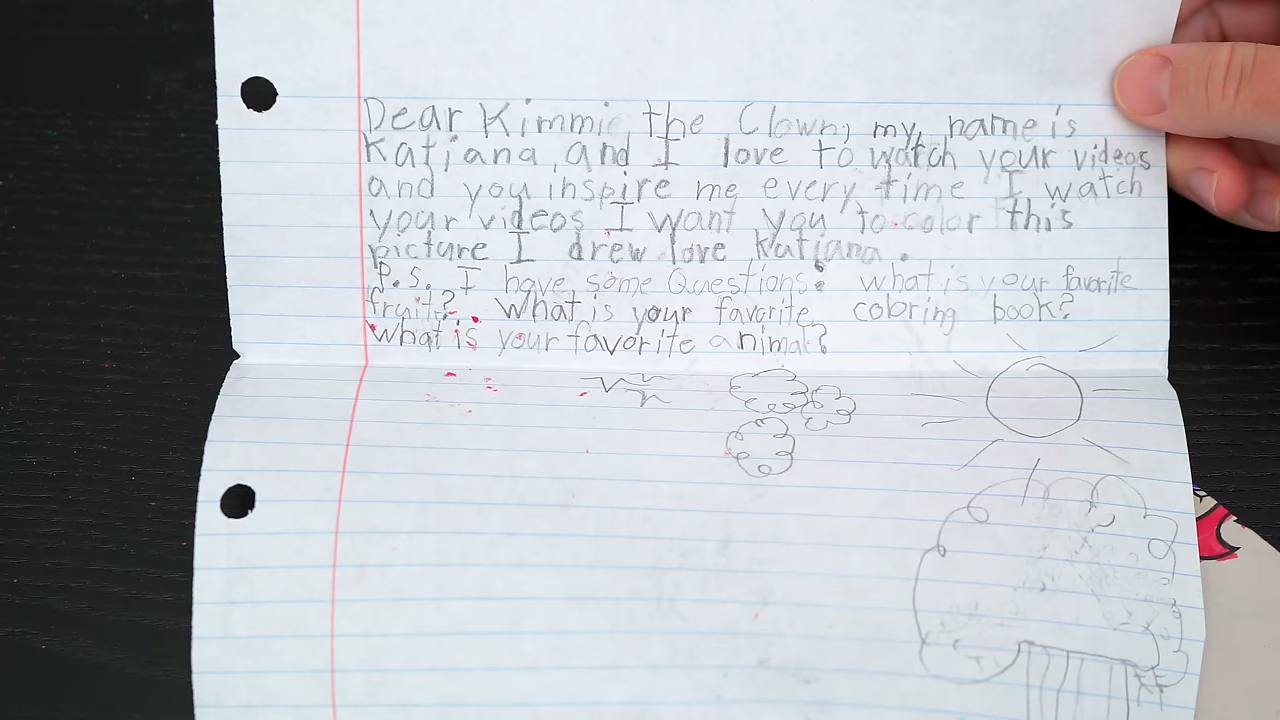 Dear Kimmie the Clown, my name is
Katjana, and I love to watch your videos
and you inspire me every time I watch
your videos I want you to color this
picture I drew love Katjana.
P.S. I have some Questions: what is your favorite
fruit? What is your favorite coloring book?
What is your favorite animal?